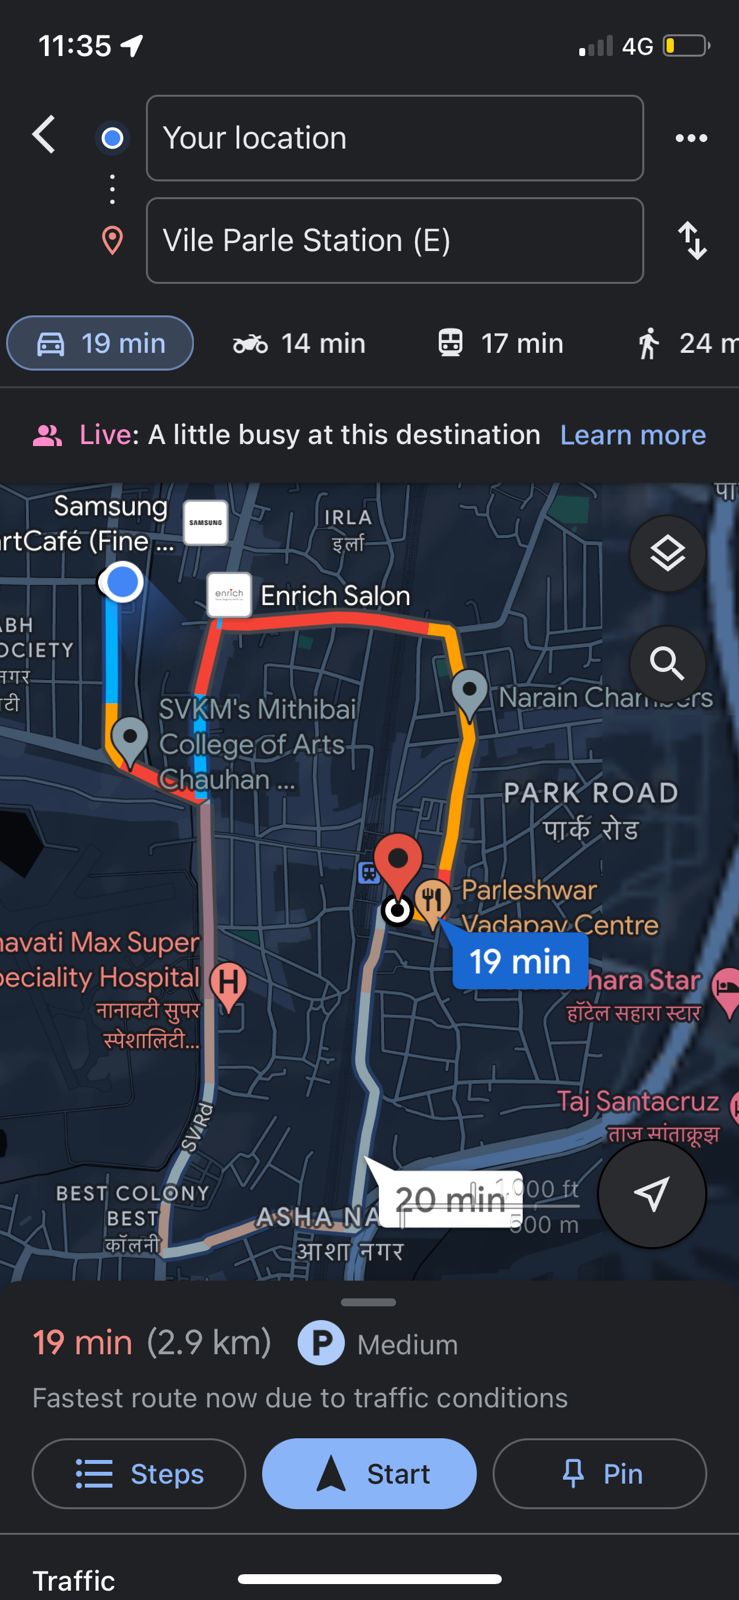 11:35
4G
Your location
Vile Parle Station (E)
19 min
14 min
17 min
24 m
Live: A little busy at this destination
Learn more
Samsung
SAMSUNG
rtCafé (Fine ...
IRLA
इर्ला
enrich
Enrich Salon
OCIETY
नगर
टी
SVKM's Mithibai
College of Arts
Chauhan ...
Narain Chambers
PARK ROAD
पार्क रोड
Parleshwar
Vadapav Centre
19 min
avati Max Super
eciality Hospital
H
नानावटी सुपर
स्पेशालिटी...
hara Star
हॉटेल सहारा स्टार
Taj Santacruz
ताज सांताक्रूझ
SV Rd
20 min
1,000 ft
500 m
BEST COLONY
BEST
कॉलनी
ASHA NA
आशा नगर
19 min (2.9 km)
P
Medium
Fastest route now due to traffic conditions
Steps
Start
Pin
Traffic